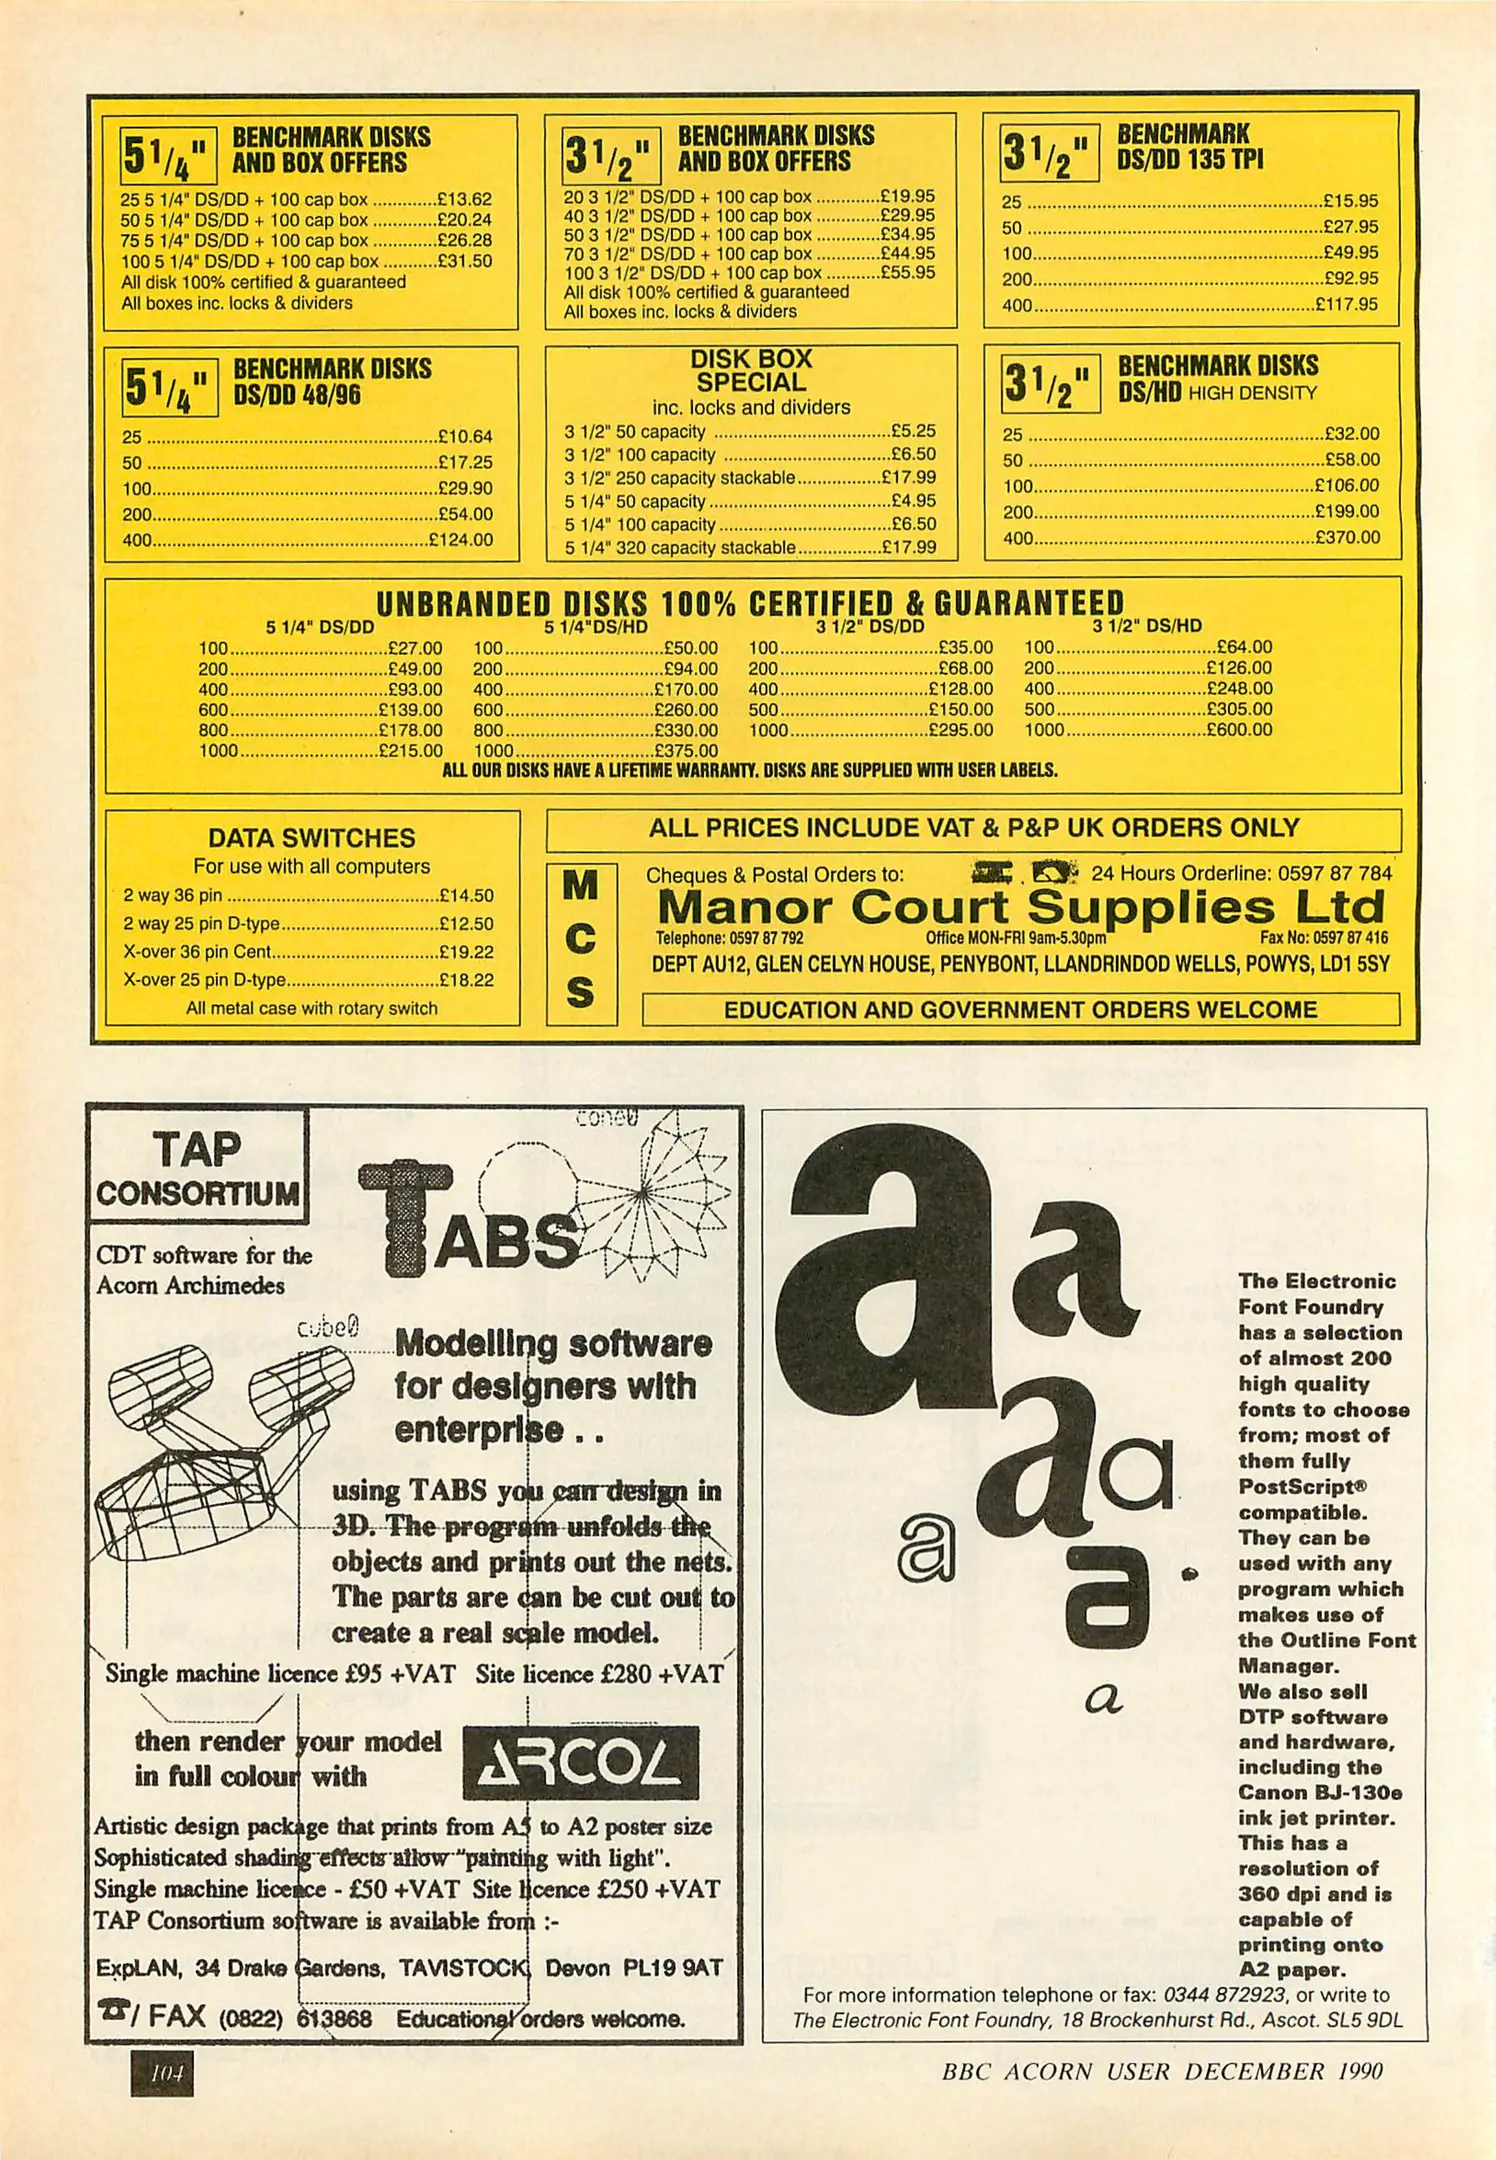 5 1/4" BENCHMARK DISKS
AND BOX OFFERS
25 5 1/4" DS/DD + 100 cap box .............£13.62
50 5 1/4" DS/DD + 100 cap box .............£20.24
75 5 1/4" DS/DD + 100 cap box .............£26.28
100 5 1/4" DS/DD + 100 cap box ...........£31.50
All disk 100% certified & guaranteed
All boxes inc. locks & dividers
3 1/2" BENCHMARK DISKS
AND BOX OFFERS
20 3 1/2" DS/DD + 100 cap box .............£19.95
40 3 1/2" DS/DD + 100 cap box .............£29.95
50 3 1/2" DS/DD + 100 cap box .............£34.95
70 3 1/2" DS/DD + 100 cap box .............£44.95
100 3 1/2" DS/DD + 100 cap box ...........£55.95
All disk 100% certified & guaranteed
All boxes inc. locks & dividers
3 1/2" BENCHMARK
DS/DD 135 TPI
25 ..........£15.95
50 ..........£27.95
100..........£49.95
200..........£92.95
400..........£117.95
5 1/4" BENCHMARK DISKS
DS/DD 48/96
25 ..........£10.64
50 ..........£17.25
100..........£29.90
200..........£54.00
400..........£124.00
DISK BOX
SPECIAL
inc. locks and dividers
3 1/2" 50 capacity ..........£5.25
3 1/2" 100 capacity ..........£6.50
3 1/2" 250 capacity stackable..........£17.99
5 1/4" 50 capacity..........£4.95
5 1/4" 100 capacity..........£6.50
5 1/4" 320 capacity stackable..........£17.99
3 1/2" BENCHMARK DISKS
DS/HD HIGH DENSITY
25 ..........£32.00
50 ..........£58.00
100..........£106.00
200..........£199.00
400..........£370.00
UNBRANDED DISKS 100% CERTIFIED & GUARANTEED
5 1/4" DS/DD
100..........£27.00
200..........£49.00
400..........£93.00
600..........£139.00
800..........£178.00
1000..........£215.00
5 1/4"DS/HD
100..........£50.00
200..........£94.00
400..........£170.00
600..........£260.00
800..........£330.00
1000..........£375.00
3 1/2" DS/DD
100..........£35.00
200..........£68.00
400..........£128.00
500..........£150.00
1000..........£295.00
3 1/2" DS/HD
100..........£64.00
200..........£126.00
400..........£248.00
500..........£305.00
1000..........£600.00
ALL OUR DISKS HAVE A LIFETIME WARRANTY. DISKS ARE SUPPLIED WITH USER LABELS.
DATA SWITCHES
For use with all computers
2 way 36 pin ..........£14.50
2 way 25 pin D-type..........£12.50
X-over 36 pin Cent..........£19.22
X-over 25 pin D-type..........£18.22
All metal case with rotary switch
ALL PRICES INCLUDE VAT & P&P UK ORDERS ONLY
M
C
S
Cheques & Postal Orders to: 24 Hours Orderline: 0597 87 784
Manor Court Supplies Ltd
Telephone: 0597 87 792 Office MON-FRI 9am-5.30pm Fax No: 0597 87 416
DEPT AU12, GLEN CELYN HOUSE, PENYBONT, LLANDRINDOD WELLS, POWYS, LD1 5SY
EDUCATION AND GOVERNMENT ORDERS WELCOME
TAP
CONSORTIUM
CDT software for the
Acorn Archimedes
cone0
TABS
cube0
Modelling software
for designers with
enterprise . .
using TABS you can design in
3D. The program unfolds the
objects and prints out the nets.
The parts are can be cut out to
create a real scale model.
Single machine licence £95 +VAT Site licence £280 +VAT
then render your model
in full colour with
ARCOL
Artistic design package that prints from A5 to A2 poster size
Sophisticated shading effects allow "painting with light".
Single machine licence - £50 +VAT Site licence £250 +VAT
TAP Consortium software is available from :-
ExpLAN, 34 Drake Gardens, TAVISTOCK, Devon PL19 9AT
☎/ FAX (0822) 613868 Educational orders welcome.
a
a
a
a
a
a
a
The Electronic
Font Foundry
has a selection
of almost 200
high quality
fonts to choose
from; most of
them fully
PostScript®
compatible.
They can be
used with any
program which
makes use of
the Outline Font
Manager.
We also sell
DTP software
and hardware,
including the
Canon BJ-130e
ink jet printer.
This has a
resolution of
360 dpi and is
capable of
printing onto
A2 paper.
For more information telephone or fax: 0344 872923, or write to
The Electronic Font Foundry, 18 Brockenhurst Rd., Ascot. SL5 9DL
104
BBC ACORN USER DECEMBER 1990